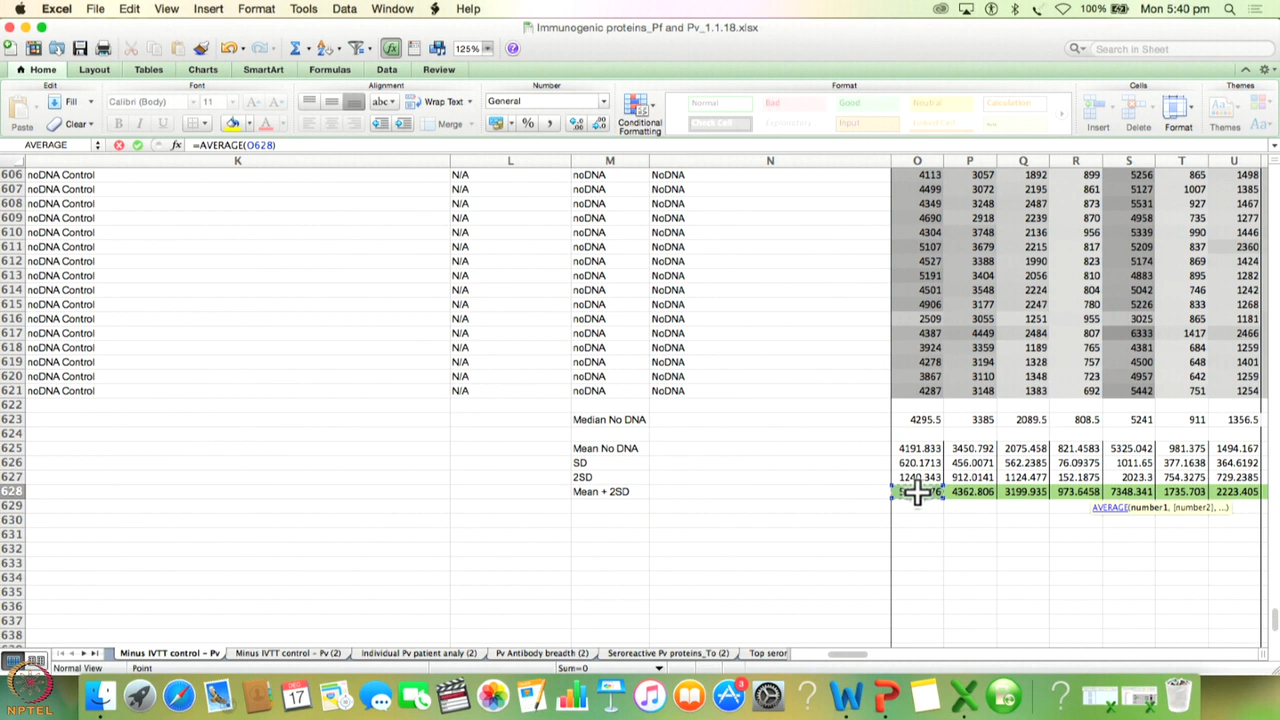 Excel File Edit View Insert Format Tools Data Window Help 100% Mon 5:40 pm
Immunogenic proteins_Pf and Pv_1.1.18.xlsx
125% Search in Sheet
Home Layout Tables Charts SmartArt Formulas Data Review
Edit Font Alignment Number Format Cells Themes
Fill Calibri (Body) 11 abc Wrap Text General Normal Bad Good Neutral Calculation
Paste Clear B I U A Merge % Conditional Formatting Check Cell Explanatory... Input Insert Delete Format Themes Aa
AVERAGE fx =AVERAGE(O628)
K L M N O P Q R S T U
606 noDNA Control N/A noDNA NoDNA 4113 3057 1892 899 5256 865 1498
607 noDNA Control N/A noDNA NoDNA 4499 3072 2195 861 5127 1007 1385
608 noDNA Control N/A noDNA NoDNA 4349 3248 2487 873 5531 927 1467
609 noDNA Control N/A noDNA NoDNA 4690 2918 2239 870 4958 735 1277
610 noDNA Control N/A noDNA NoDNA 4304 3748 2136 956 5339 990 1446
611 noDNA Control N/A noDNA NoDNA 5107 3679 2215 817 5209 837 2360
612 noDNA Control N/A noDNA NoDNA 4527 3388 1990 823 5174 869 1424
613 noDNA Control N/A noDNA NoDNA 5191 3404 2056 810 4883 895 1282
614 noDNA Control N/A noDNA NoDNA 4501 3548 2224 804 5042 746 1242
615 noDNA Control N/A noDNA NoDNA 4906 3177 2247 780 5226 833 1268
616 noDNA Control N/A noDNA NoDNA 2509 3055 1251 955 3025 865 1181
617 noDNA Control N/A noDNA NoDNA 4387 4449 2484 807 6333 1417 2466
618 noDNA Control N/A noDNA NoDNA 3924 3359 1189 765 4381 684 1259
619 noDNA Control N/A noDNA NoDNA 4278 3194 1328 757 4500 648 1401
620 noDNA Control N/A noDNA NoDNA 3867 3110 1348 723 4957 642 1259
621 noDNA Control N/A noDNA NoDNA 4287 3148 1383 692 5442 751 1254
622
623 Median No DNA 4295.5 3385 2089.5 808.5 5241 911 1356.5
624
625 Mean No DNA 4191.833 3450.792 2075.458 821.4583 5325.042 981.375 1494.167
626 SD 620.1713 456.0071 562.2385 76.09375 1011.65 377.1638 364.6192
627 2SD 1240.343 912.0141 1124.477 152.1875 2023.3 754.3275 729.2385
628 Mean + 2SD 4362.806 3199.935 973.6458 7348.341 1735.703 2223.405
629 AVERAGE(number1, [number2], ...)
630
631
632
633
634
635
636
637
638
Minus IVTT control - Pv Minus IVTT control - Pv (2) Individual Pv patient analy (2) Pv Antibody breadth (2) Seroreactive Pv proteins_To (2) Top seror
Normal View Point Sum=0
17 3
NPTEL